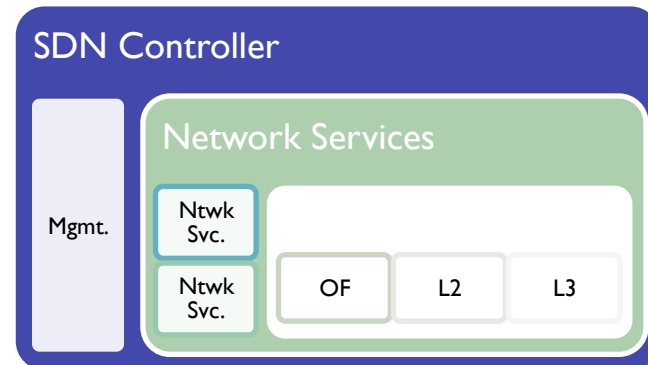 SDN Controller
Network Services
Mgmt.
Ntwk
Svc.
Ntwk
Svc.
OF
L2
L3